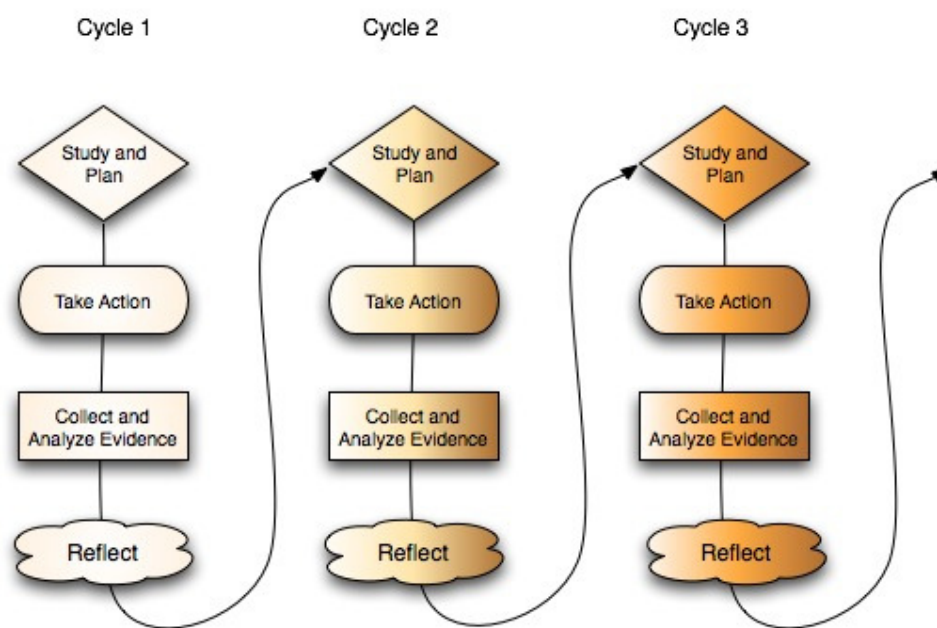 Cycle 1
Cycle 2
Cycle 3
Study and
Plan
Take Action
Collect and
Analyze Evidence
Reflect
Study and
Plan
Take Action
Collect and
Analyze Evidence
Reflect
Study and
Plan
Take Action
Collect and
Analyze Evidence
Reflect